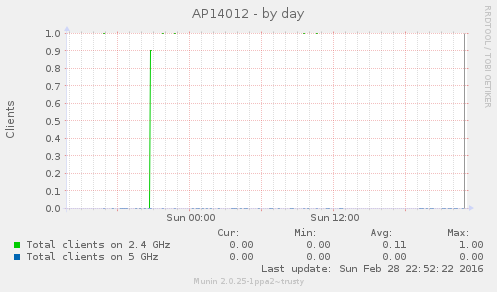 AP14012 - by day
RRDTOOL / TOBI OETIKER
Clients
1.0
0.9
0.8
0.7
0.6
0.5
0.4
0.3
0.2
0.1
0.0
Sun 00:00 Sun 12:00
Cur: Min: Avg: Max:
Total clients on 2.4 GHz 0.00 0.00 0.11 1.00
Total clients on 5 GHz 0.00 0.00 0.00 0.00
Last update: Sun Feb 28 22:52:22 2016
Munin 2.0.25-1ppa2~trusty